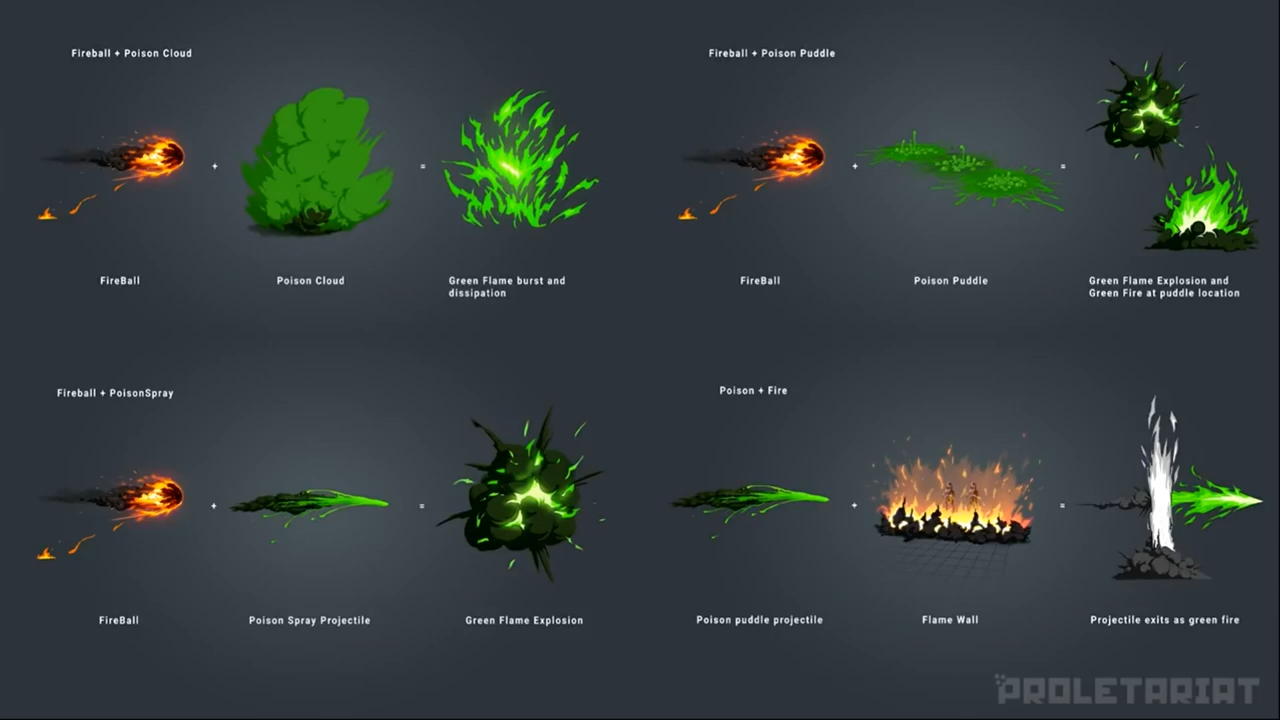 Fireball + Poison Cloud
+
=
FireBall
Poison Cloud
Green Flame burst and
dissipation
Fireball + Poison Puddle
+
=
FireBall
Poison Puddle
Green Flame Explosion and
Green Fire at puddle location
Fireball + PoisonSpray
+
=
FireBall
Poison Spray Projectile
Green Flame Explosion
Poison + Fire
+
=
Poison puddle projectile
Flame Wall
Projectile exits as green fire
PROLETARIAT